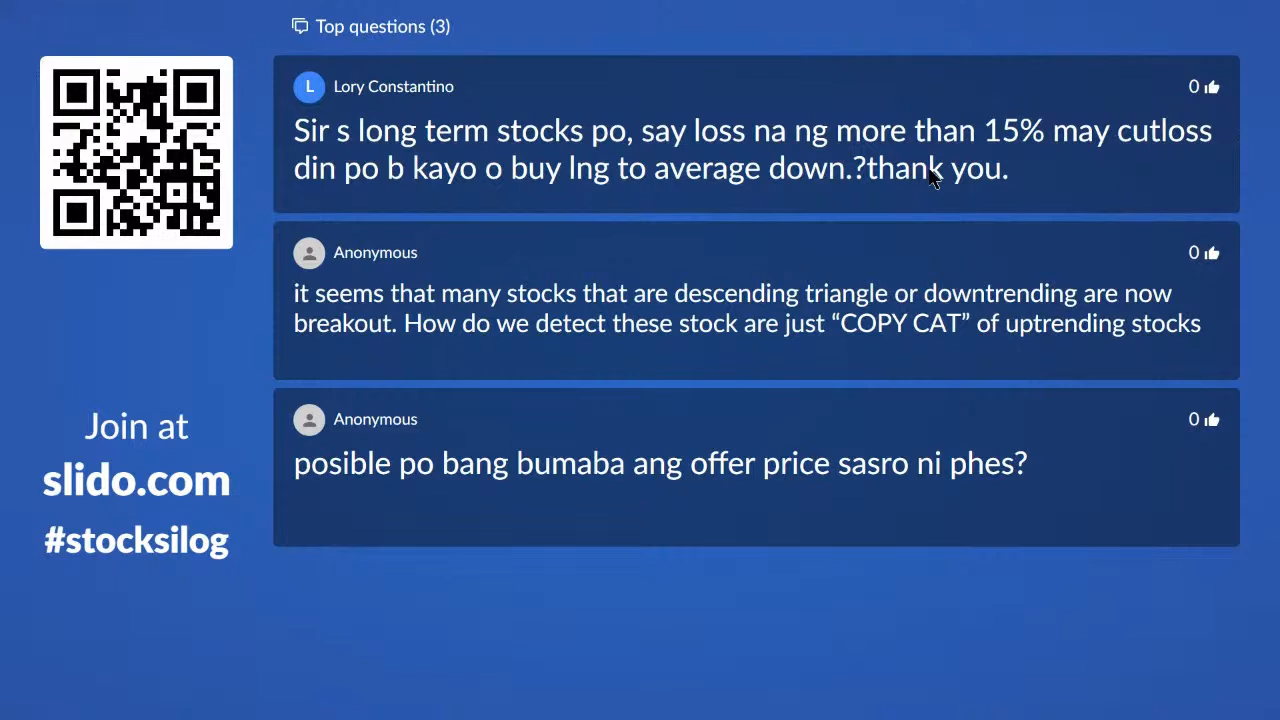 Top questions (3)
L Lory Constantino 0
Sir s long term stocks po, say loss na ng more than 15% may cutloss
din po b kayo o buy lng to average down.?thank you.
Anonymous 0
it seems that many stocks that are descending triangle or downtrending are now
breakout. How do we detect these stock are just “COPY CAT” of uptrending stocks
Anonymous 0
posible po bang bumaba ang offer price sasro ni phes?
Join at
slido.com
#stocksilog